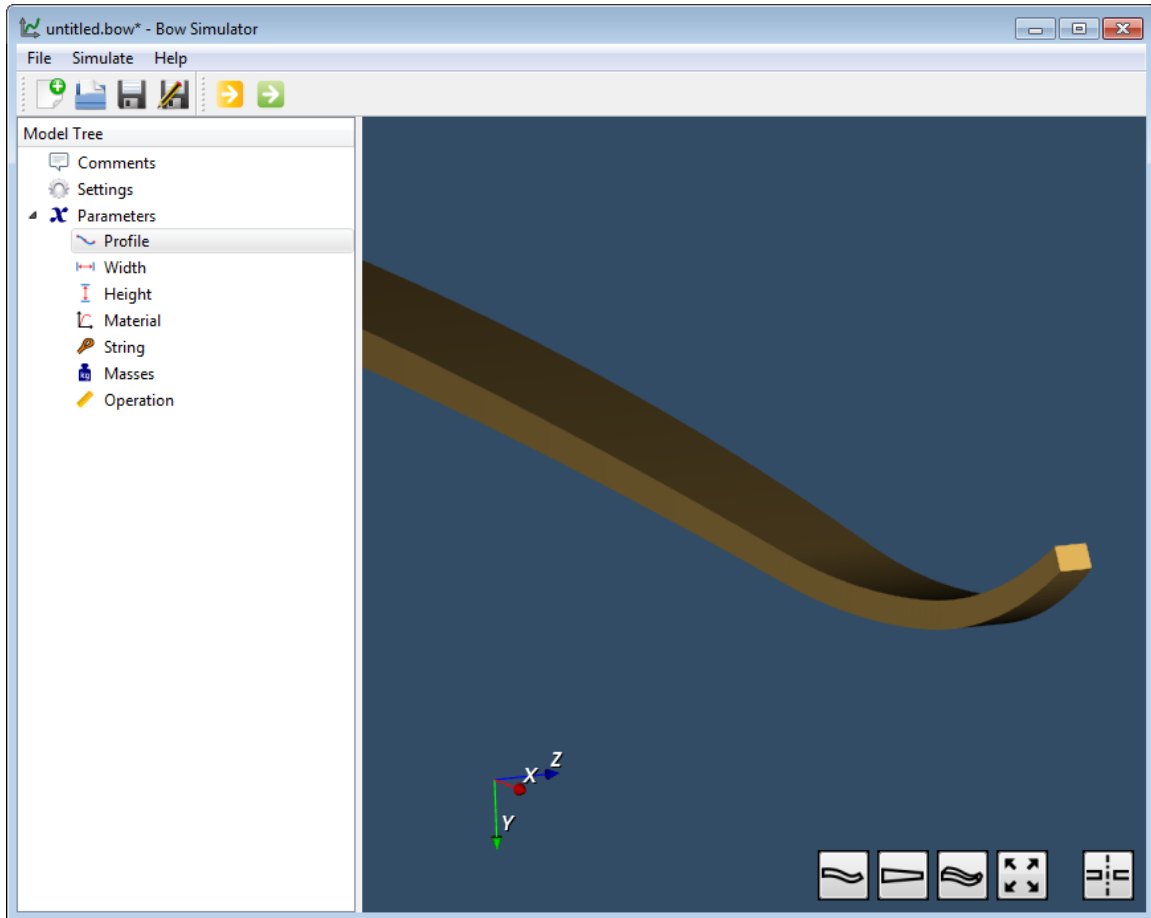 untitled.bow* - Bow Simulator
File Simulate Help
Model Tree
Comments
Settings
x Parameters
Profile
Width
Height
Material
String
kg Masses
Operation
Z
X
Y